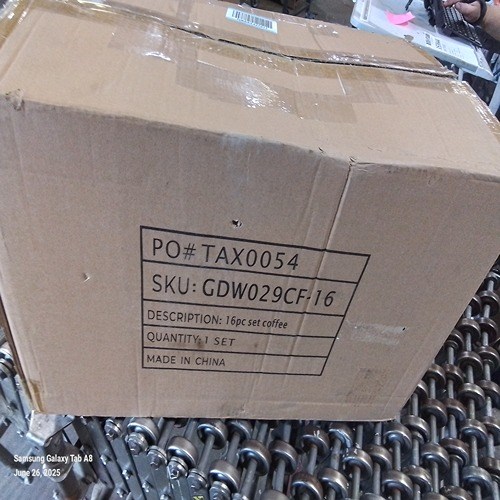 PO# TAX0054
SKU: GDW029CF-16
DESCRIPTION: 16pc set coffee
QUANTITY: 1 SET
MADE IN CHINA
Samsung Galaxy Tab A8
June 26, 2025